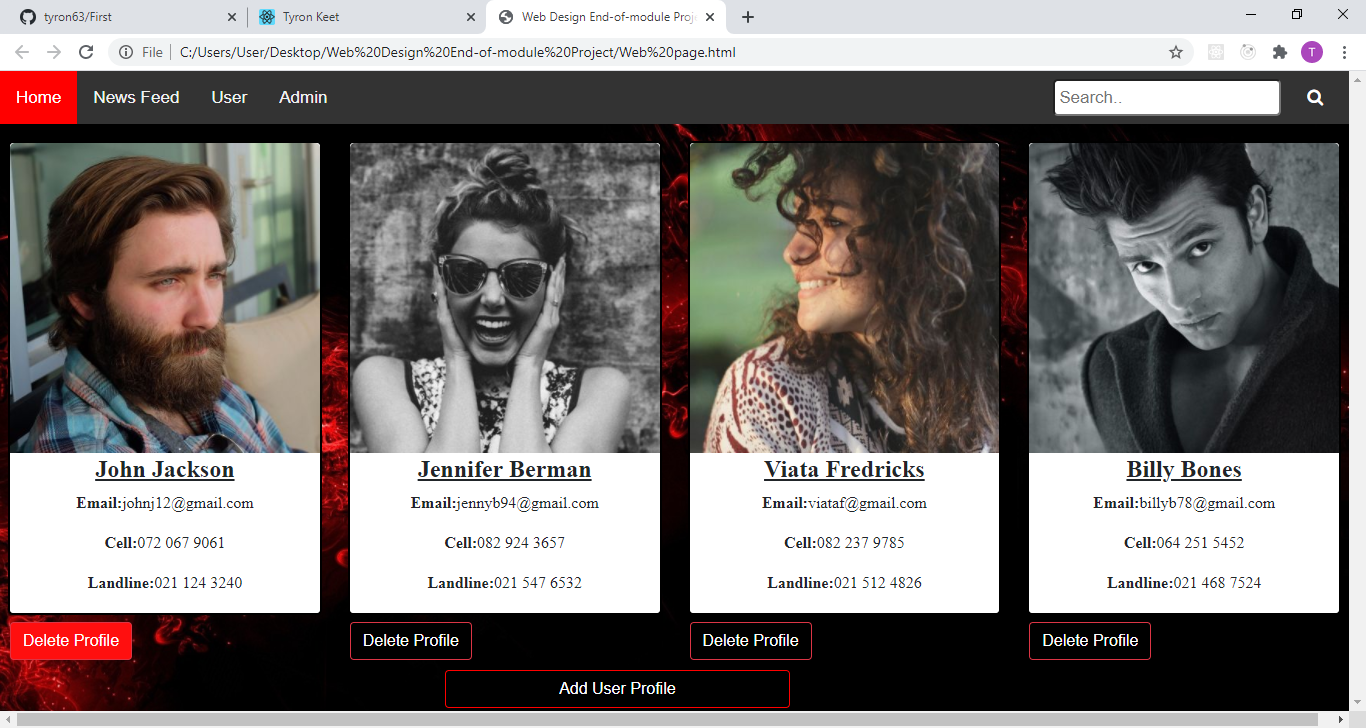 tyron63/First
Tyron Keet
Web Design End-of-module Proj
File
C:/Users/User/Desktop/Web%20Design%20End-of-module%20Project/Web%20page.html
T
Home News Feed User Admin
Search..
John Jackson
Email:johnj12@gmail.com
Cell:072 067 9061
Landline:021 124 3240
Delete Profile
Jennifer Berman
Email:jennyb94@gmail.com
Cell:082 924 3657
Landline:021 547 6532
Delete Profile
Viata Fredricks
Email:viataf@gmail.com
Cell:082 237 9785
Landline:021 512 4826
Delete Profile
Billy Bones
Email:billyb78@gmail.com
Cell:064 251 5452
Landline:021 468 7524
Delete Profile
Add User Profile